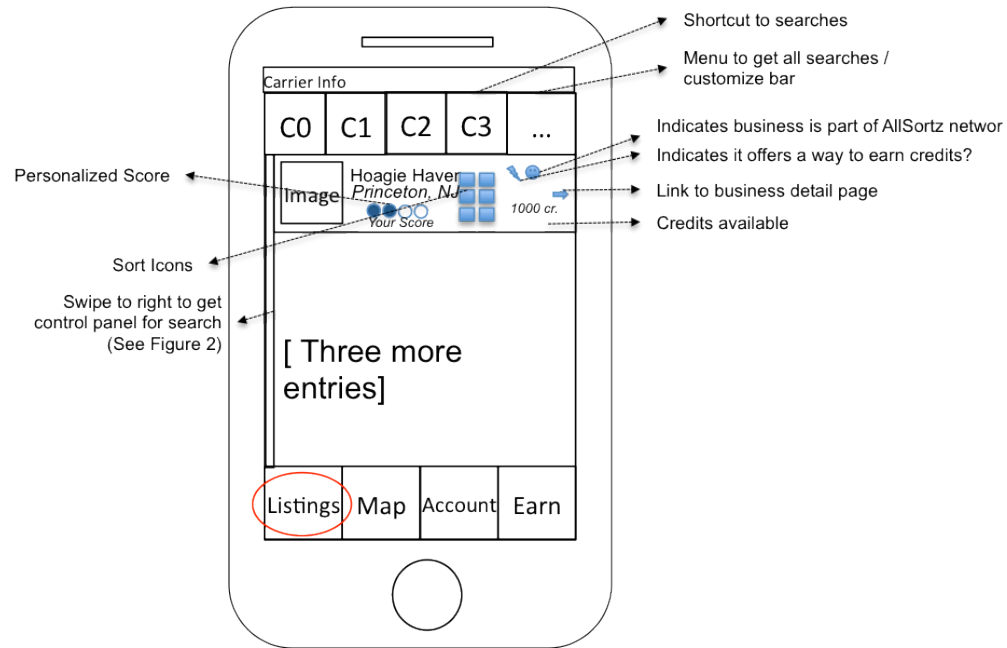 Shortcut to searches
Menu to get all searches /
customize bar
Carrier Info
C0 C1 C2 C3 ...
Indicates business is part of AllSortz networ
Indicates it offers a way to earn credits?
Personalized Score
Image
Hoagie Haven
Princeton, NJ
Your Score
1000 cr.
Link to business detail page
Credits available
Sort Icons
Swipe to right to get
control panel for search
(See Figure 2)
[ Three more
entries]
Listings Map Account Earn